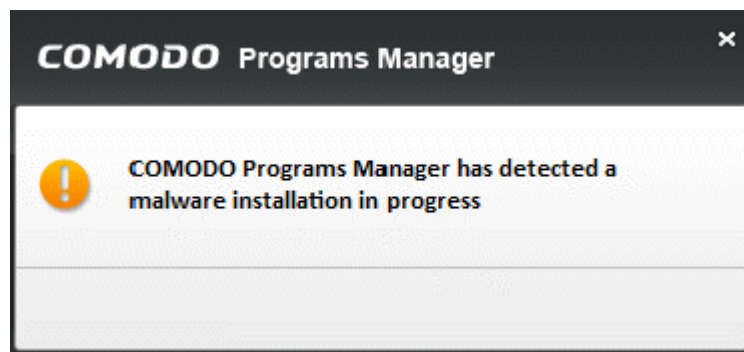 COMODO Programs Manager
COMODO Programs Manager has detected a
malware installation in progress